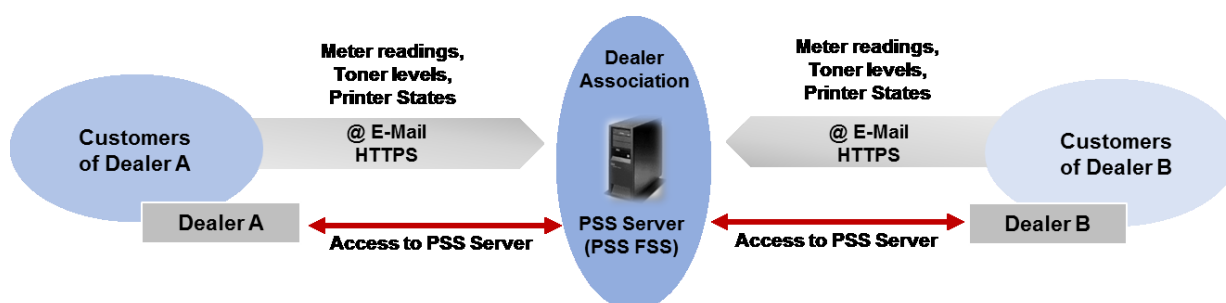 Meter readings,
Toner levels,
Printer States
@ E-Mail
HTTPS
Customers
of Dealer A
Dealer A
Access to PSS Server
Dealer
Association
PSS Server
(PSS FSS)
Meter readings,
Toner levels,
Printer States
@ E-Mail
HTTPS
Customers
of Dealer B
Dealer B
Access to PSS Server